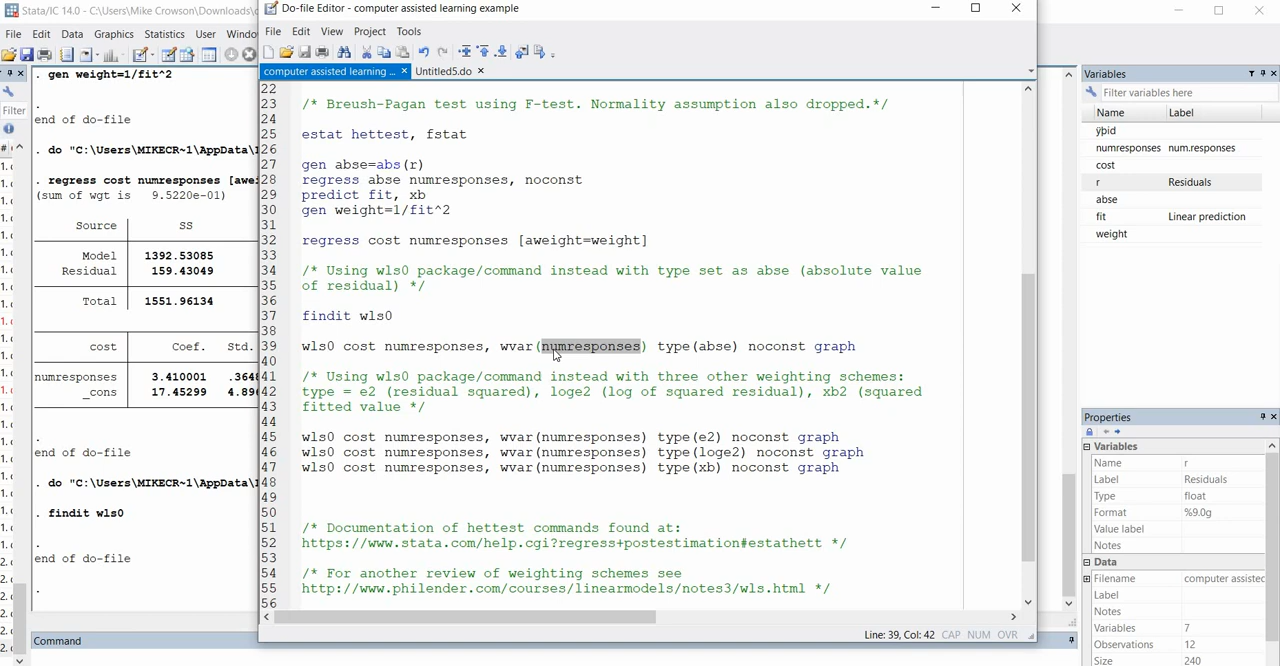 Stata/IC 14.0 - C:\Users\Mike Crowson\Downloads\c
File Edit Data Graphics Statistics User Windo
Filter
. gen weight=1/fit^2
.
end of do-file
. do "C:\Users\MIKECR~1\AppData\
. regress cost numresponses [awei
(sum of wgt is 9.5220e-01)
Source SS
Model 1392.53085
Residual 159.43049
Total 1551.96134
cost Coef. Std.
numresponses 3.410001 .364
_cons 17.45299 4.89
.
end of do-file
. do "C:\Users\MIKECR~1\AppData\
. findit wls0
.
end of do-file
.
Command
Do-file Editor - computer assisted learning example
File Edit View Project Tools
computer assisted learning ... × Untitled5.do ×
22
23 /* Breush-Pagan test using F-test. Normality assumption also dropped.*/
24
25 estat hettest, fstat
26
27 gen abse=abs(r)
28 regress abse numresponses, noconst
29 predict fit, xb
30 gen weight=1/fit^2
31
32 regress cost numresponses [aweight=weight]
33
34 /* Using wls0 package/command instead with type set as abse (absolute value
35 of residual) */
36
37 findit wls0
38
39 wls0 cost numresponses, wvar(numresponses) type(abse) noconst graph
40
41 /* Using wls0 package/command instead with three other weighting schemes:
42 type = e2 (residual squared), loge2 (log of squared residual), xb2 (squared
43 fitted value */
44
45 wls0 cost numresponses, wvar(numresponses) type(e2) noconst graph
46 wls0 cost numresponses, wvar(numresponses) type(loge2) noconst graph
47 wls0 cost numresponses, wvar(numresponses) type(xb) noconst graph
48
49
50
51 /* Documentation of hettest commands found at:
52 https://www.stata.com/help.cgi?regress+postestimation#estathett */
53
54 /* For another review of weighting schemes see
55 http://www.philender.com/courses/linearmodels/notes3/wls.html */
56
Line: 39, Col: 42 CAP NUM OVR
Variables
Filter variables here
Name Label
ÿþid
numresponses num.responses
cost
r Residuals
abse
fit Linear prediction
weight
Properties
Variables
Name r
Label Residuals
Type float
Format %9.0g
Value label
Notes
Data
Filename computer assisted
Label
Notes
Variables 7
Observations 12
Size 240